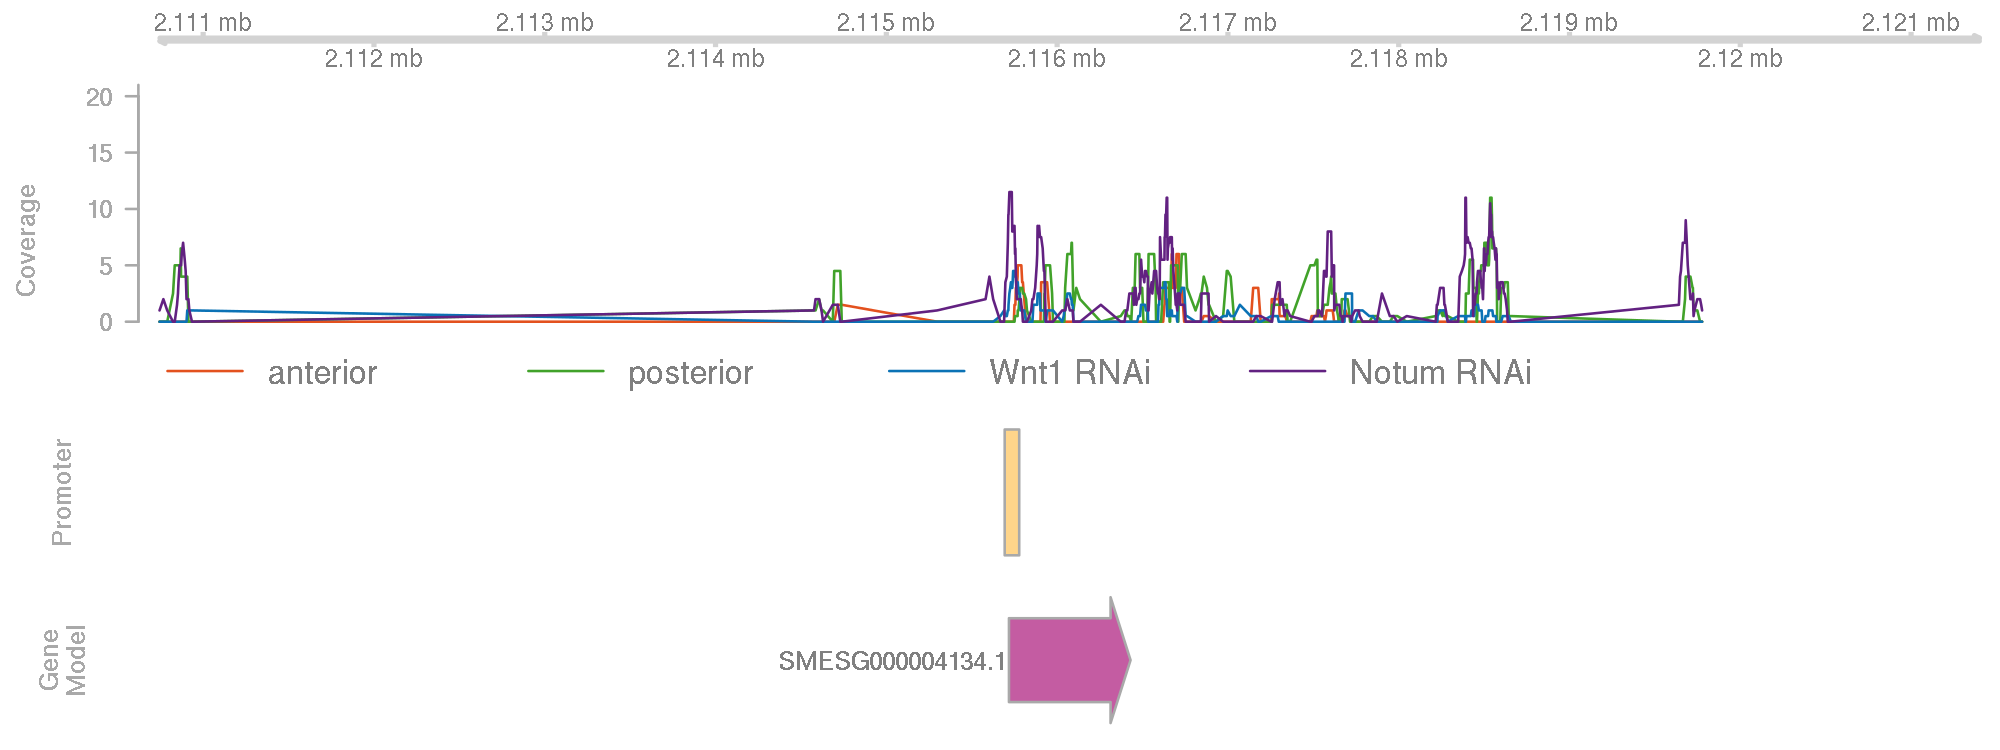 2.111 mb 2.113 mb 2.115 mb 2.117 mb 2.119 mb 2.121 mb
2.112 mb 2.114 mb 2.116 mb 2.118 mb 2.12 mb
Coverage
20
15
10
5
0
anterior posterior Wnt1 RNAi Notum RNAi
Promoter
Gene
Model
SMESG000004134.1